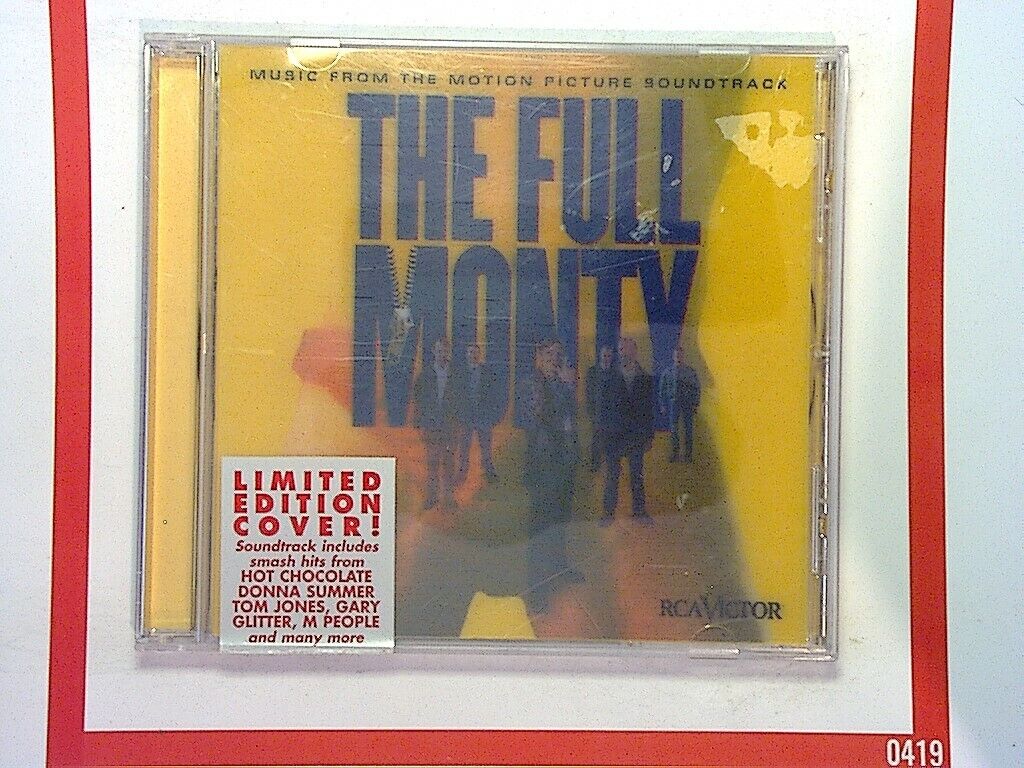 MUSIC FROM THE MOTION PICTURE SOUNDTRACK
THE FULL
MONTY
LIMITED
EDITION
COVER!
Soundtrack includes
smash hits from
HOT CHOCOLATE
DONNA SUMMER
TOM JONES, GARY
GLITTER, M PEOPLE
and many more
RCA VICTOR
0419